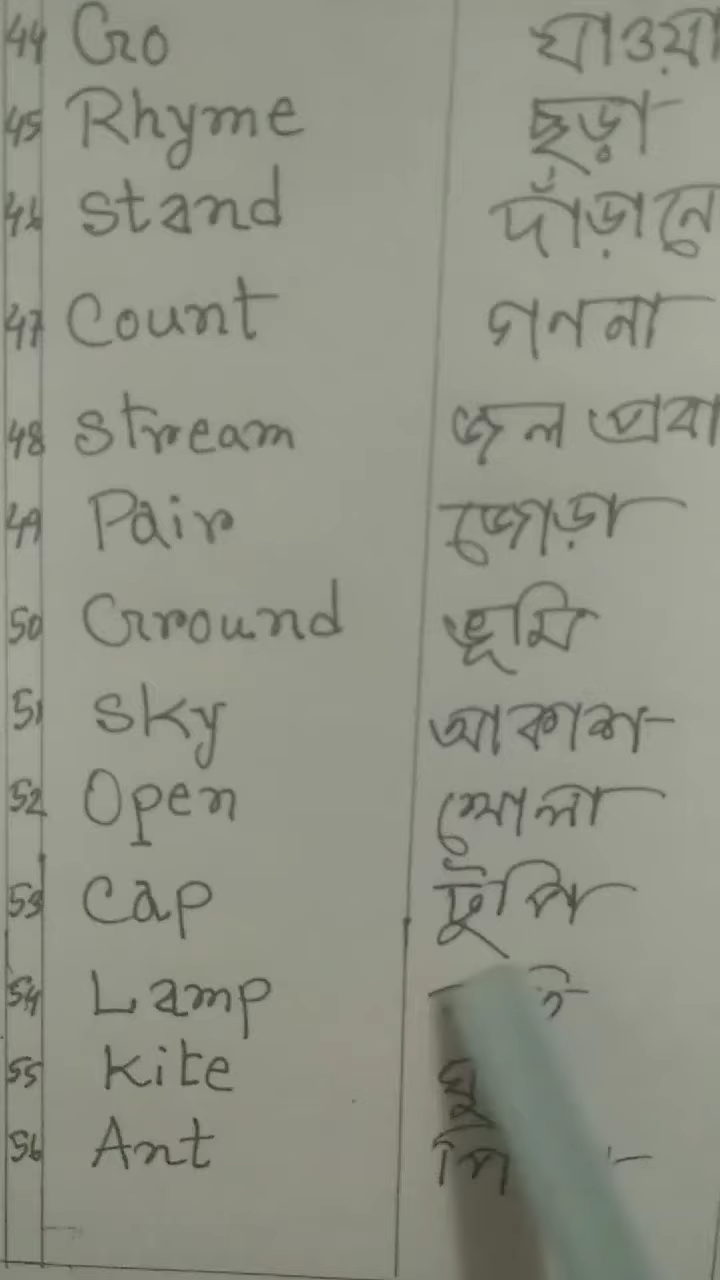 44 Go যাওয়া
45 Rhyme ছড়া
46 Stand দাঁড়ানো
47 Count গননা
48 Stream জল প্রবা
49 Pair জোড়া
50 Ground ভূমি
51 Sky আকাশ
52 Open খোলা
53 Cap টুঁপি
54 Lamp
55 Kite
56 Ant